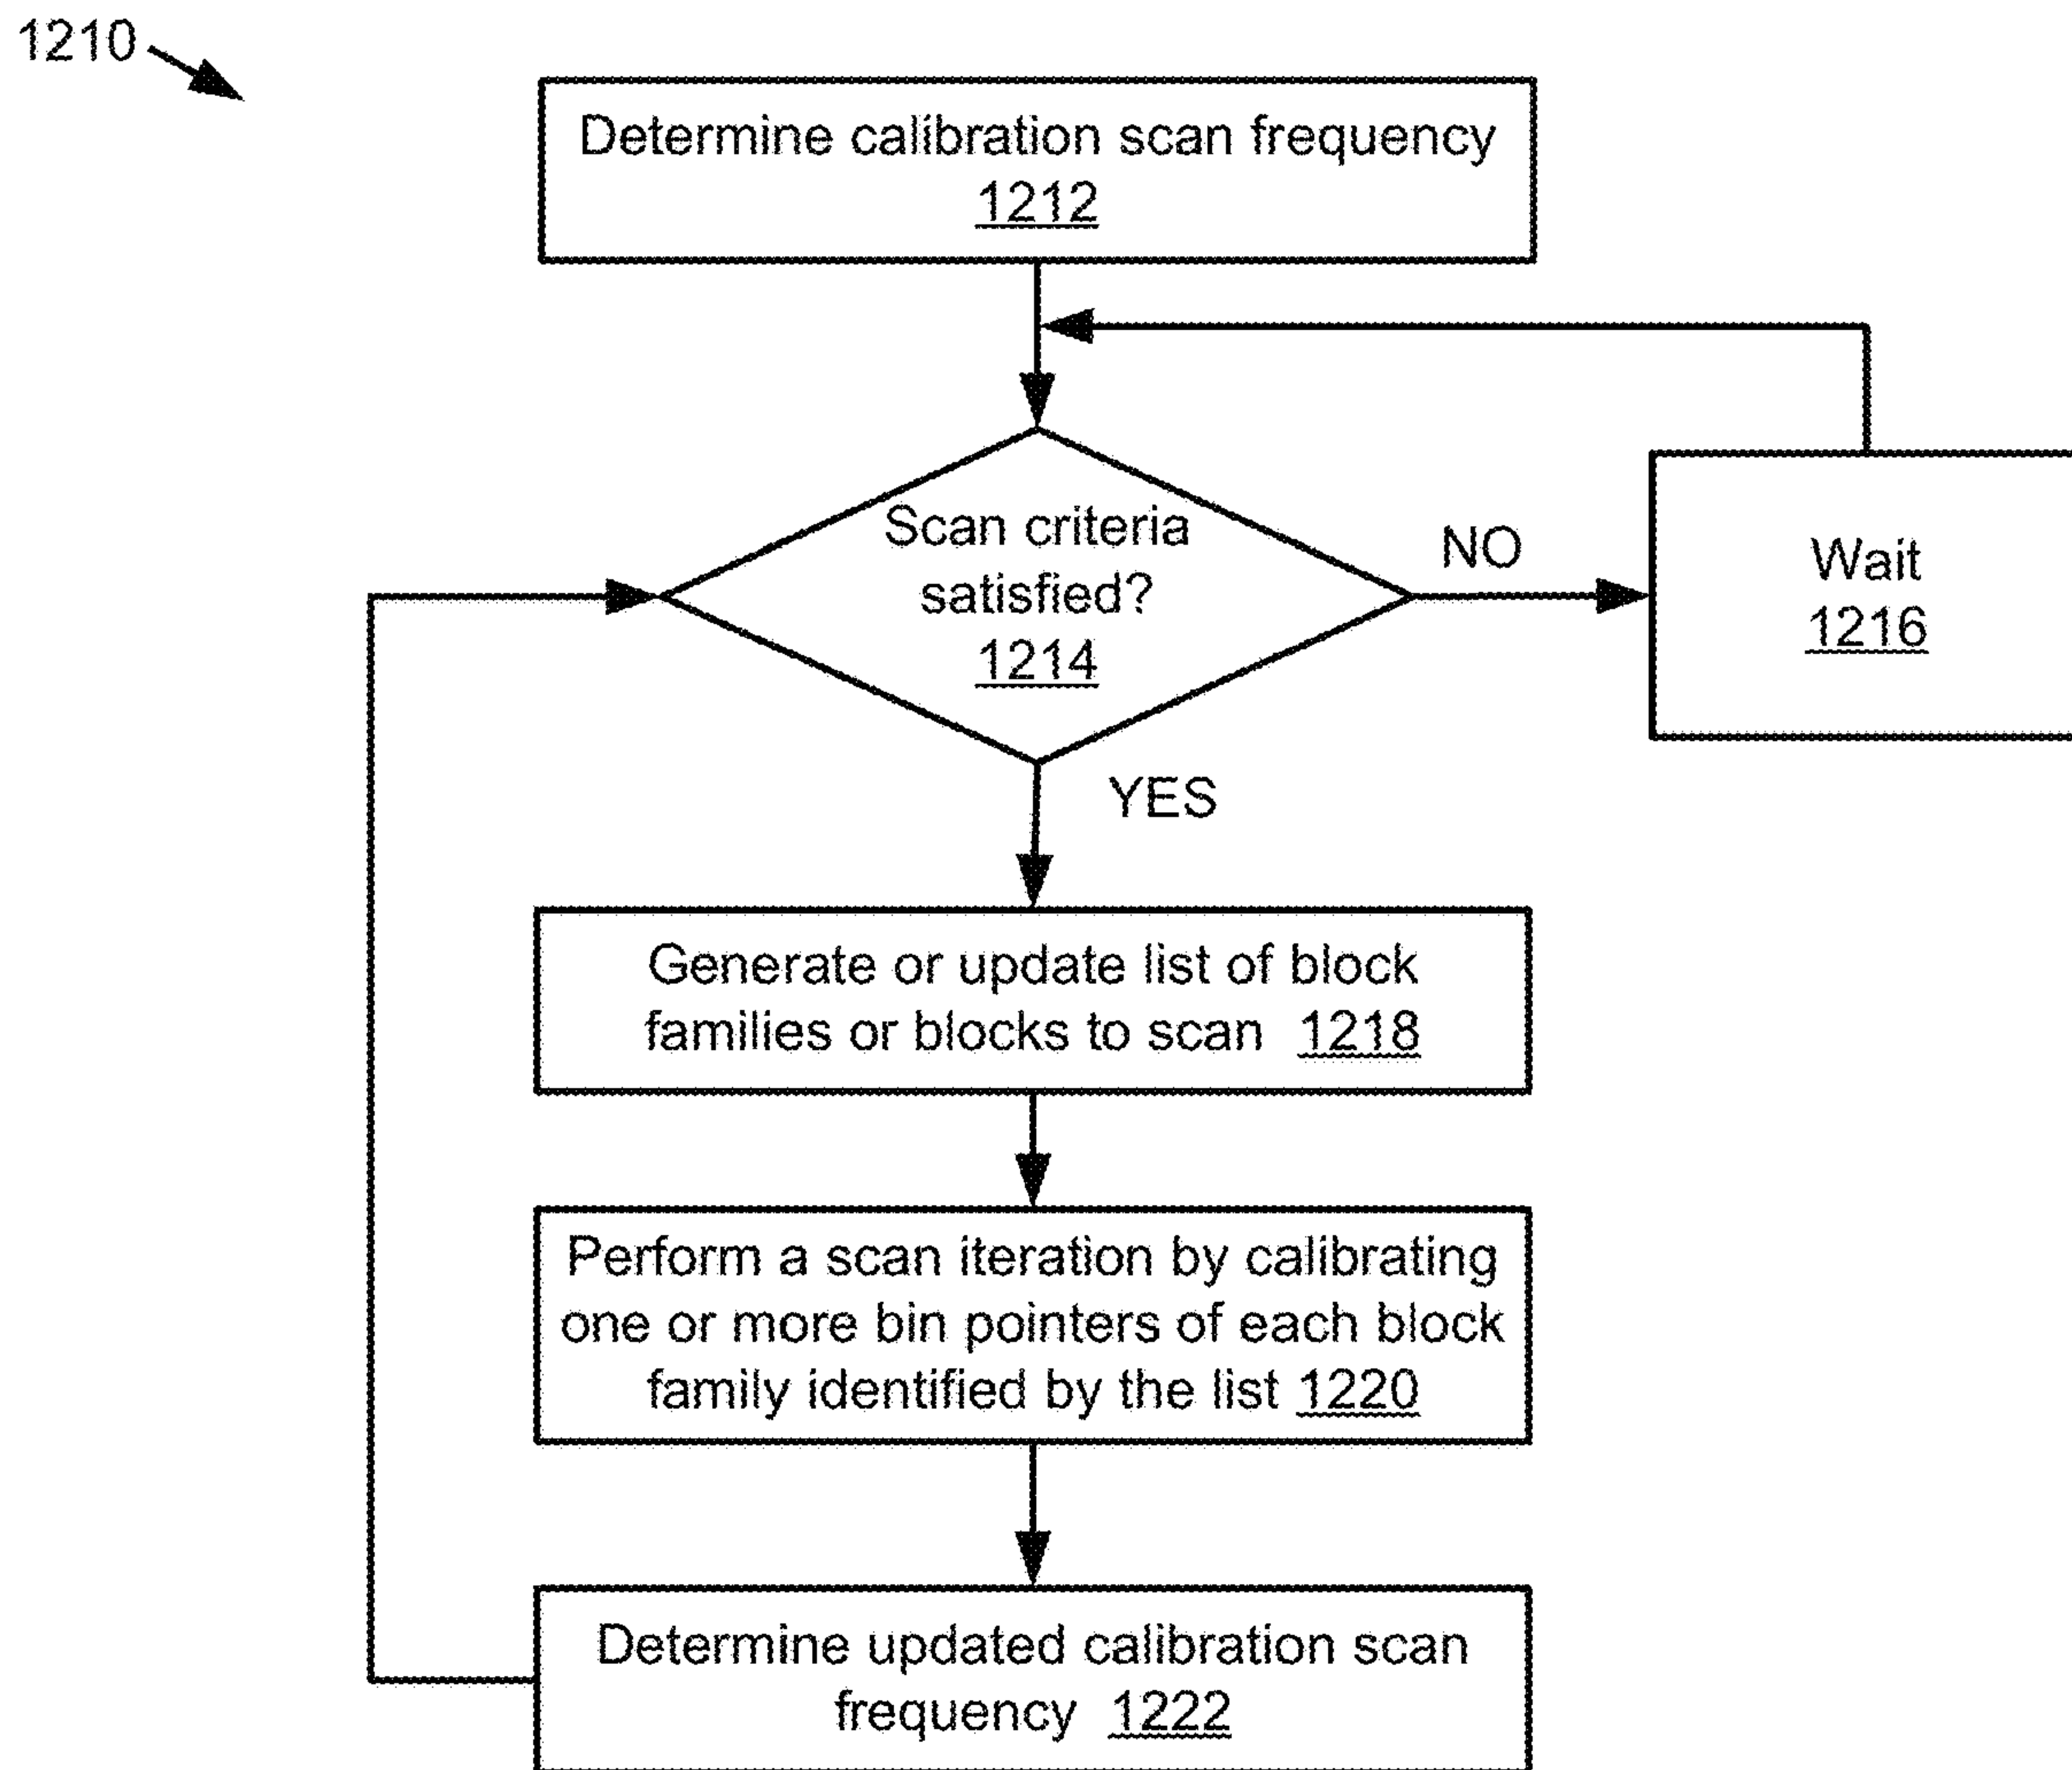 1210
Determine calibration scan frequency
1212
Scan criteria
satisfied?
1214
NO
Wait
1216
YES
Generate or update list of block
families or blocks to scan 1218
Perform a scan iteration by calibrating
one or more bin pointers of each block
family identified by the list 1220
Determine updated calibration scan
frequency 1222